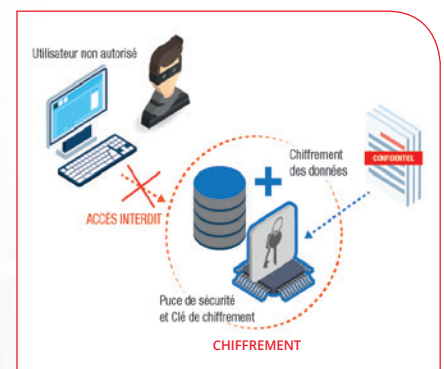 Utilisateur non autorisé
Chiffrement
des données
CONFIDENTIEL
ACCÈS INTERDIT
Puce de sécurité
et Clé de chiffrement
CHIFFREMENT